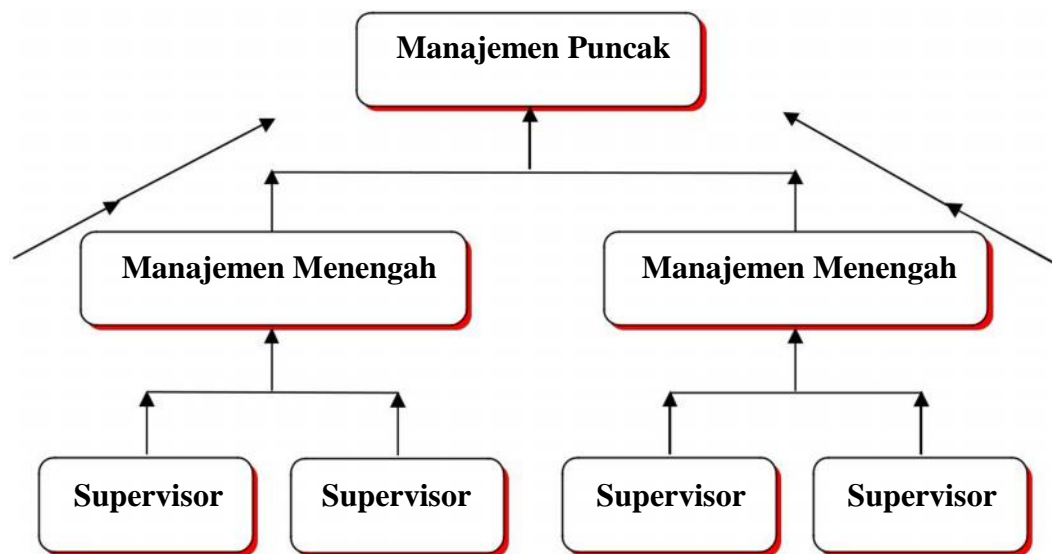 Manajemen Puncak
Manajemen Menengah
Manajemen Menengah
Supervisor
Supervisor
Supervisor
Supervisor